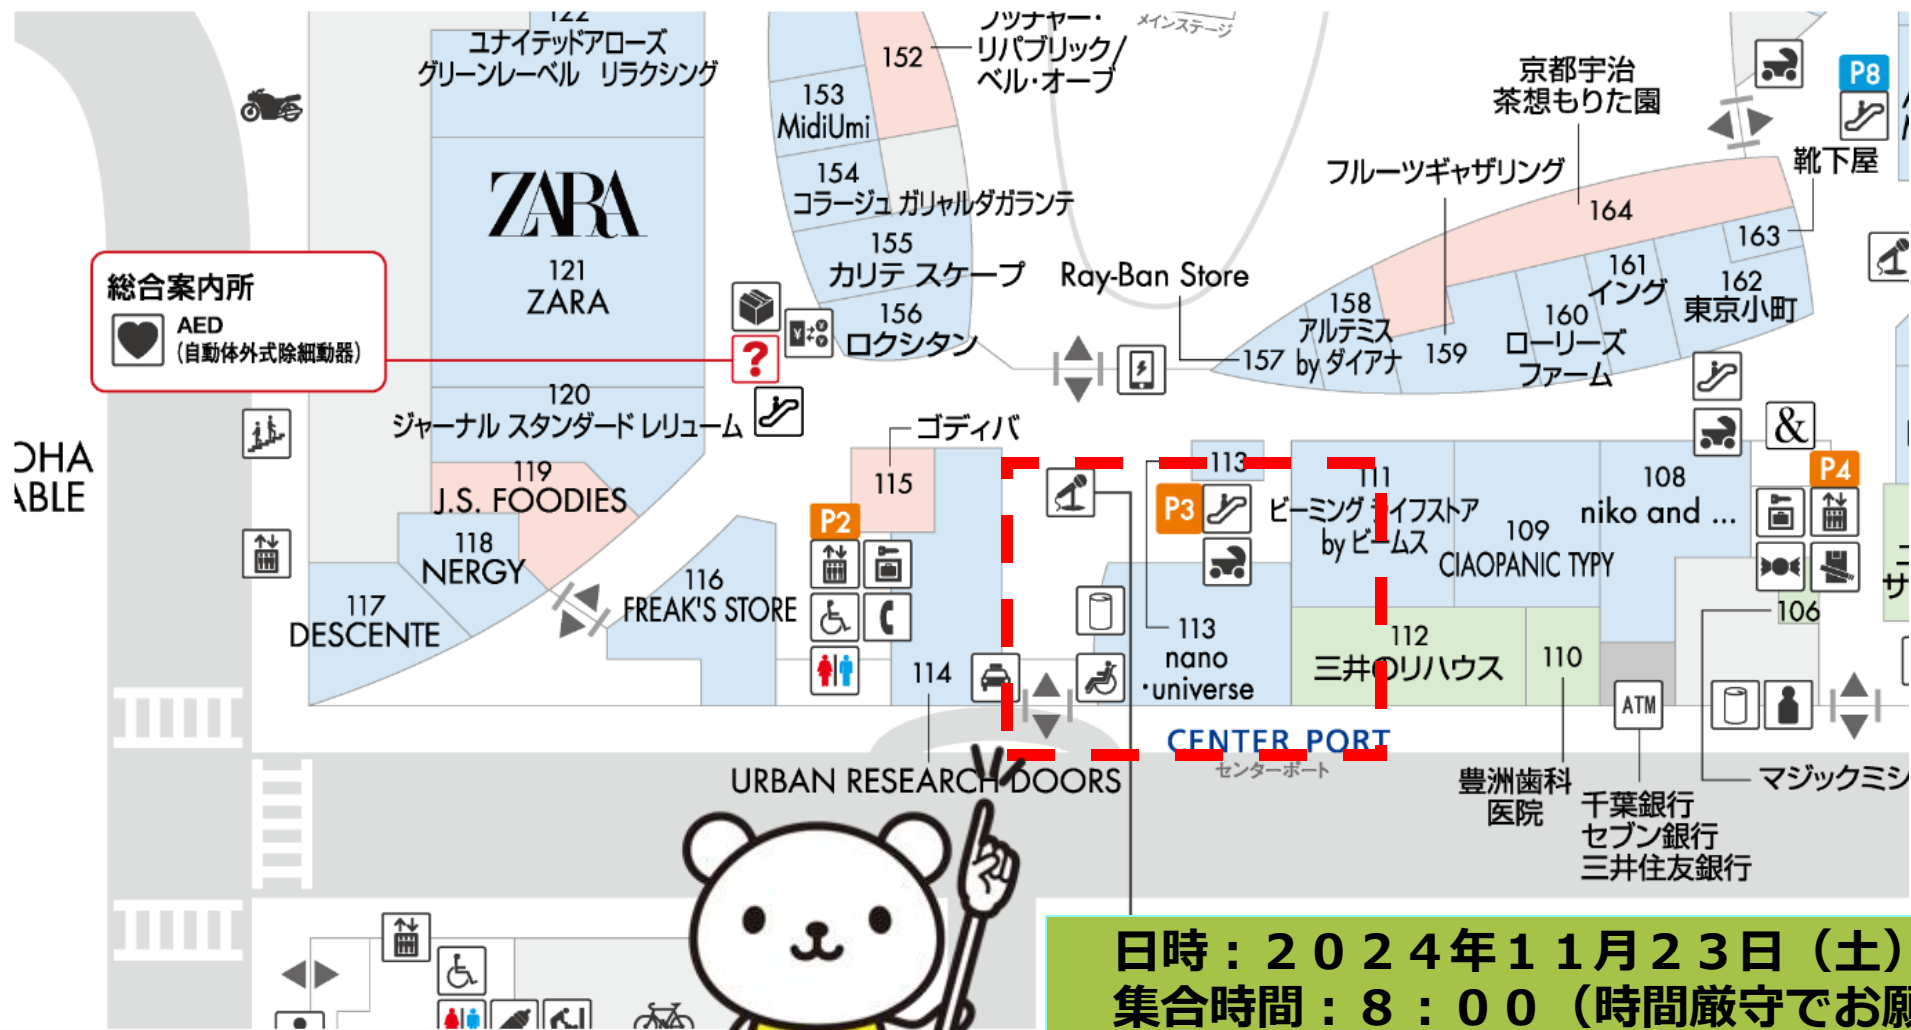 122
ユナイテッドアローズ
グリーンレーベル リラクシング
ZARA
121
ZARA
総合案内所
AED
(自動体外式除細動器)
120
ジャーナル スタンダード レリューム
119
J.S. FOODIES
118
NERGY
117
DESCENTE
116
FREAK'S STORE
152
リパブリック/
ベル・オーブ
メインステージ
153
MidiUmi
154
コラージュ ガリャルダガランテ
155
カリテ スケープ
156
ロクシタン
Ray-Ban Store
157
158
アルテミス
by ダイアナ
159
フルーツギャザリング
京都宇治
茶想もりた園
164
160
ローリーズ
ファーム
161
イング
162
東京小町
163
靴下屋
P8
ゴディバ
115
P2
114
URBAN RESEARCH DOORS
113
P3
113
nano
・universe
111
ビーミング ライフストア
by ビームス
109
CIAOPANIC TYPY
108
niko and ...
&
P4
106
112
三井のリハウス
110
ATM
CENTER PORT
センターポート
豊洲歯科
医院
千葉銀行
セブン銀行
三井住友銀行
マジックミシ
日時：２０２４年１１月２３日（土）
集合時間：８：００（時間厳守でお願